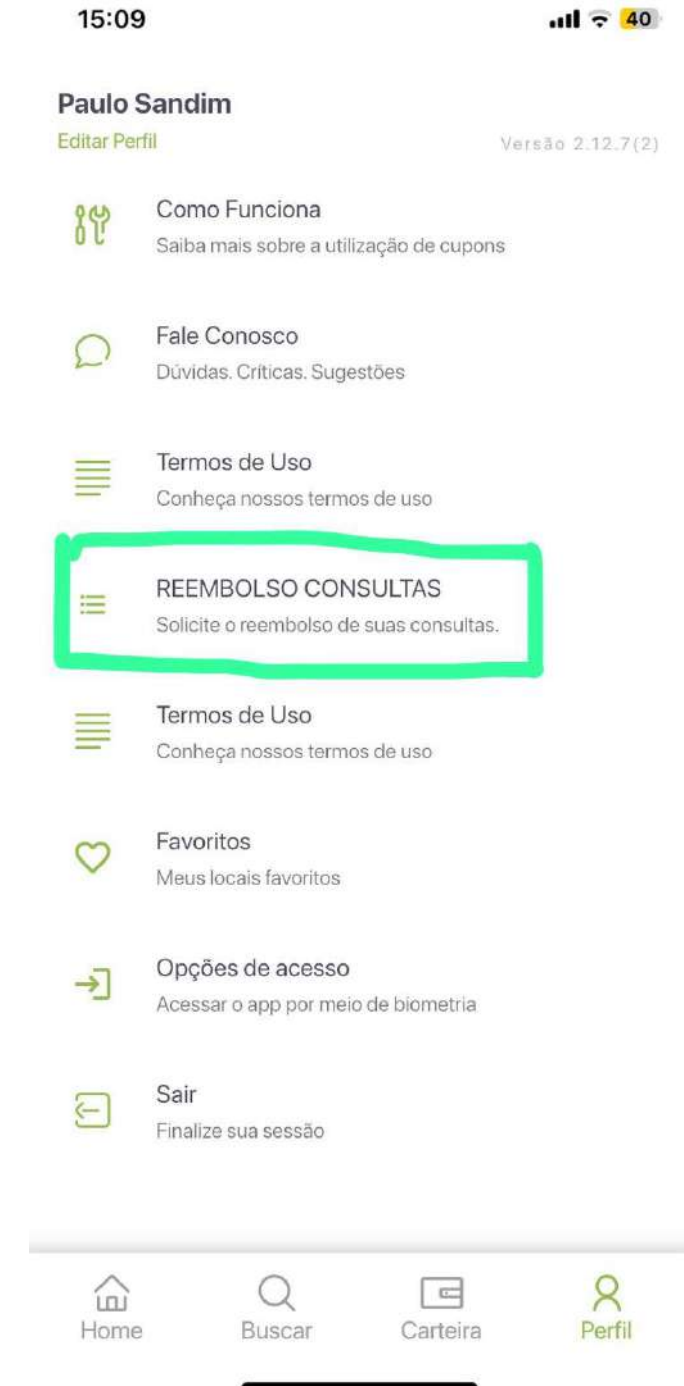 15:09
40
Paulo Sandim
Editar Perfil
Versão 2.12.7(2)
Como Funciona
Saiba mais sobre a utilização de cupons
Fale Conosco
Dúvidas. Críticas. Sugestões
Termos de Uso
Conheça nossos termos de uso
REEMBOLSO CONSULTAS
Solicite o reembolso de suas consultas.
Termos de Uso
Conheça nossos termos de uso
Favoritos
Meus locais favoritos
Opções de acesso
Acessar o app por meio de biometria
Sair
Finalize sua sessão
Home
Buscar
Carteira
Perfil